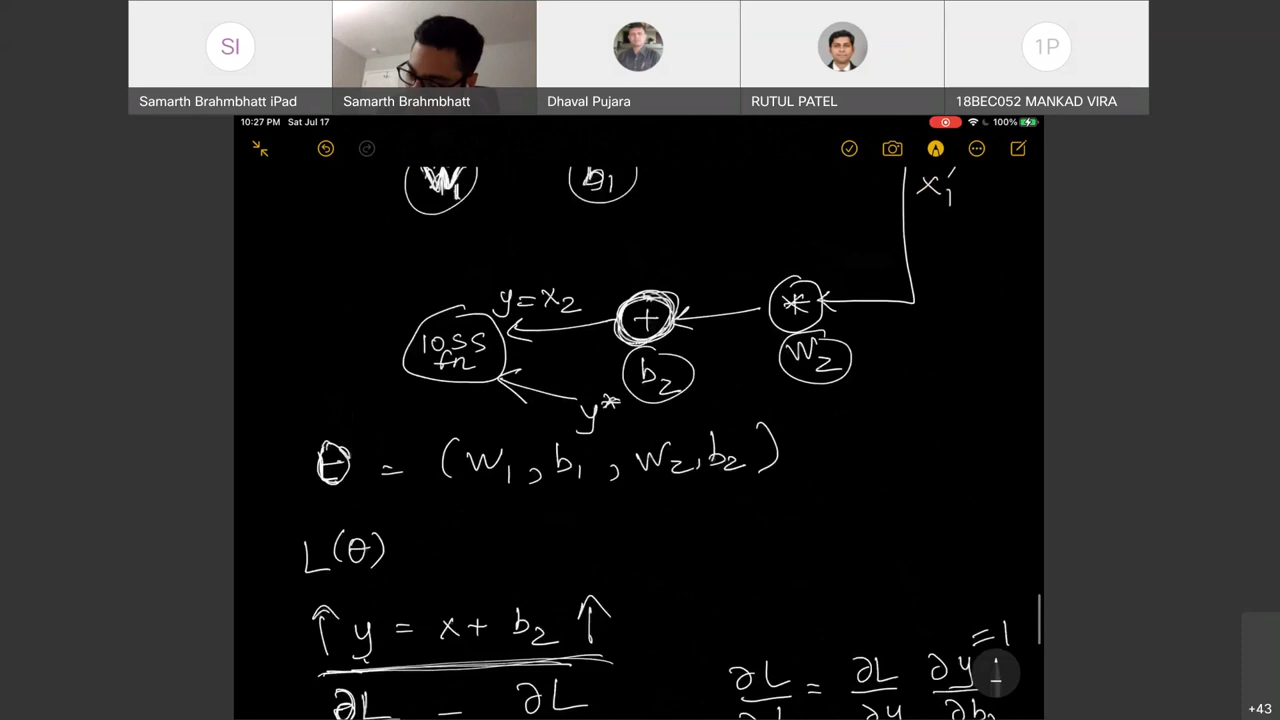 SI
1P
Samarth Brahmbhatt iPad
Samarth Brahmbhatt
Dhaval Pujara
RUTUL PATEL
18BEC052 MANKAD VIRA
10:27 PM Sat Jul 17
100%
W1
b1
x1'
y = x2
+
*
loss
fn
b2
W2
y*
θ = (W1, b1, W2, b2)
L(θ)
↑ y = x + b2 ↑
= 1
∂L = ∂L
∂L = ∂L ∂y
∂y ∂b2
+43